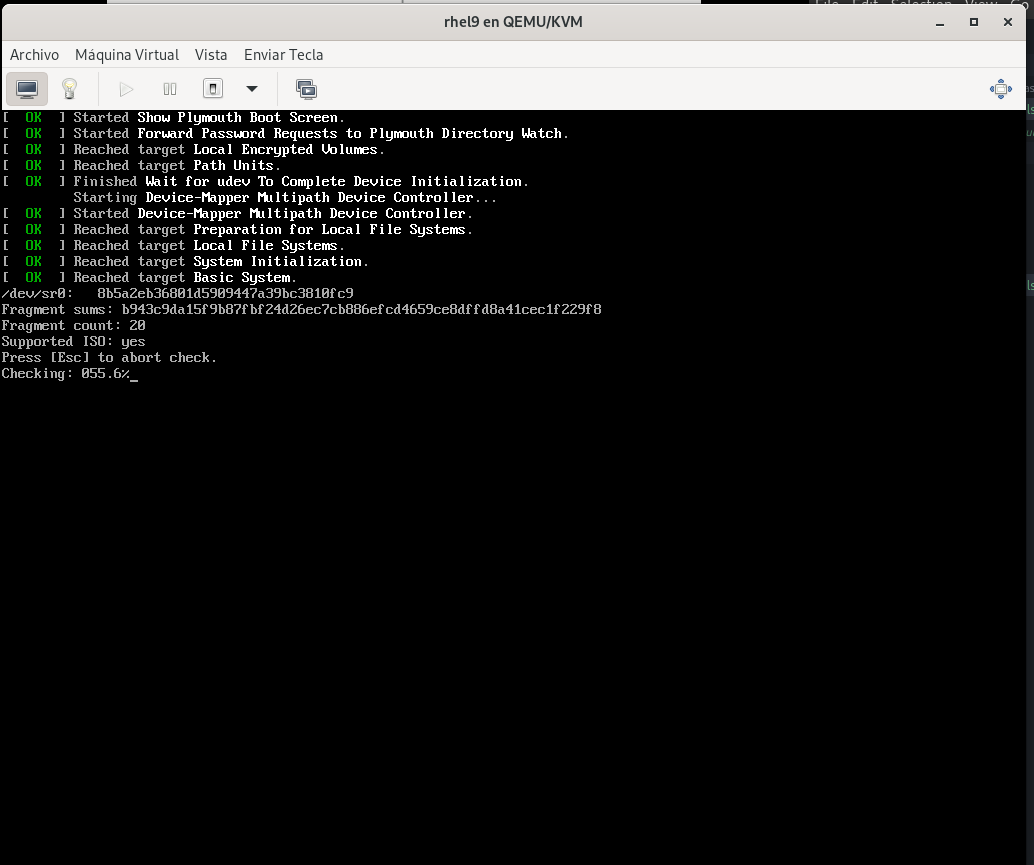 File Edit Selection View Go
rhel9 en QEMU/KVM
Archivo Máquina Virtual Vista Enviar Tecla
[ OK ] Started Show Plymouth Boot Screen.
[ OK ] Started Forward Password Requests to Plymouth Directory Watch.
[ OK ] Reached target Local Encrypted Volumes.
[ OK ] Reached target Path Units.
[ OK ] Finished Wait for udev To Complete Device Initialization.
Starting Device-Mapper Multipath Device Controller...
[ OK ] Started Device-Mapper Multipath Device Controller.
[ OK ] Reached target Preparation for Local File Systems.
[ OK ] Reached target Local File Systems.
[ OK ] Reached target System Initialization.
[ OK ] Reached target Basic System.
/dev/sr0: 8b5a2eb36801d5909447a39bc3810fc9
Fragment sums: b943c9da15f9b87fbf24d26ec7cb886efcd4659ce8dffd8a41cec1f229f8
Fragment count: 20
Supported ISO: yes
Press [Esc] to abort check.
Checking: 055.6%_